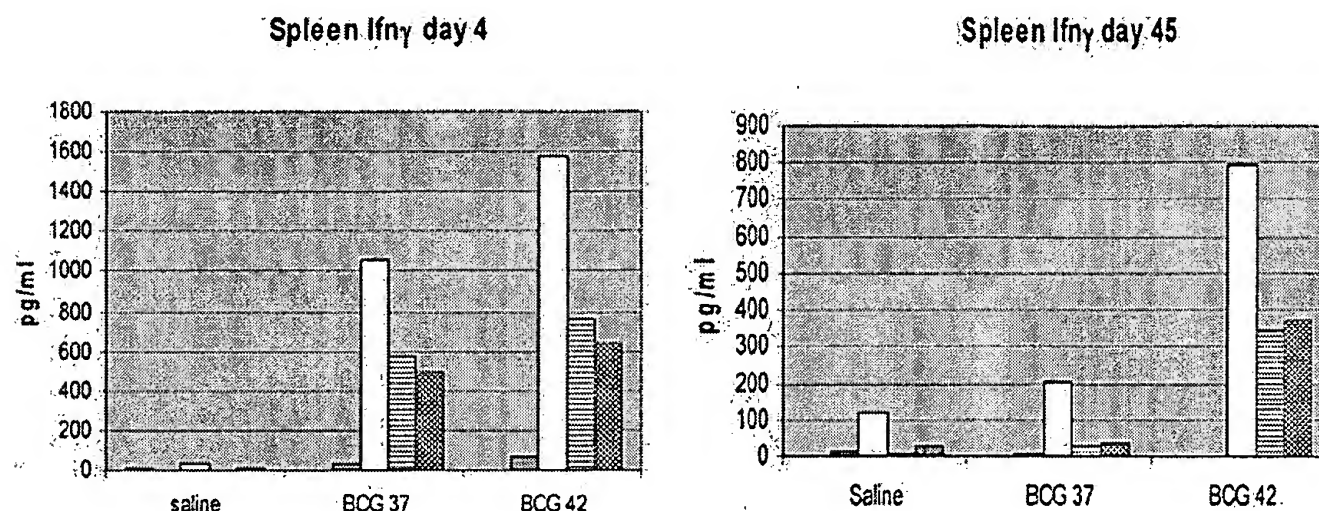 Spleen Ifnγ day 4
1800
1600
1400
1200
1000
800
600
400
200
0
pg/ml
saline
BCG 37
BCG 42
Spleen Ifnγ day 45
900
800
700
600
500
400
300
200
100
0
pg/ml
Saline
BCG 37
BCG 42